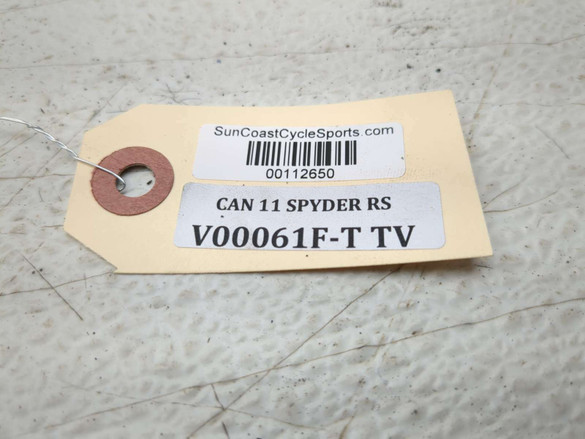 SunCoastCycleSports.com
00112650
CAN 11 SPYDER RS
V00061F-T TV